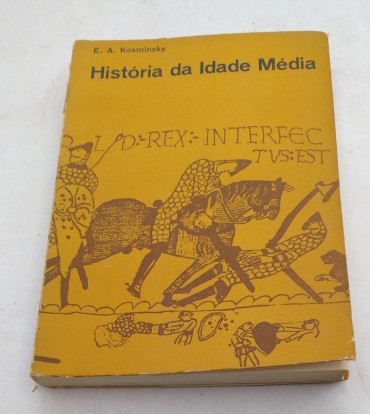 E. A. Kosminsky
História da Idade Média
LD:REX:INTERFEC
TVS:EST